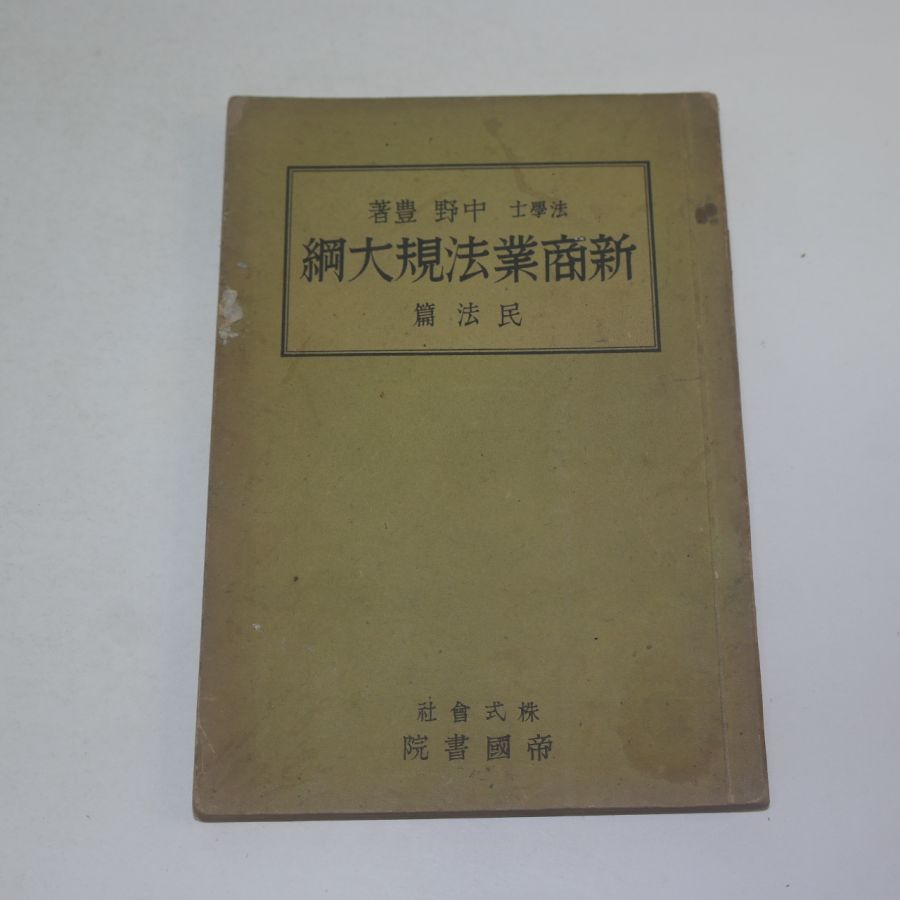 法學士 中野 豊著
新商業法規大綱
民法篇
株式會社
帝國書院